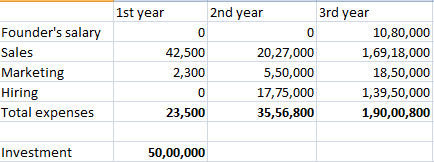 1st year 2nd year 3rd year
Founder's salary 0 0 10,80,000
Sales 42,500 20,27,000 1,69,18,000
Marketing 2,300 5,50,000 18,50,000
Hiring 0 17,75,000 1,39,50,000
Total expenses 23,500 35,56,800 1,90,00,800
Investment 50,00,000